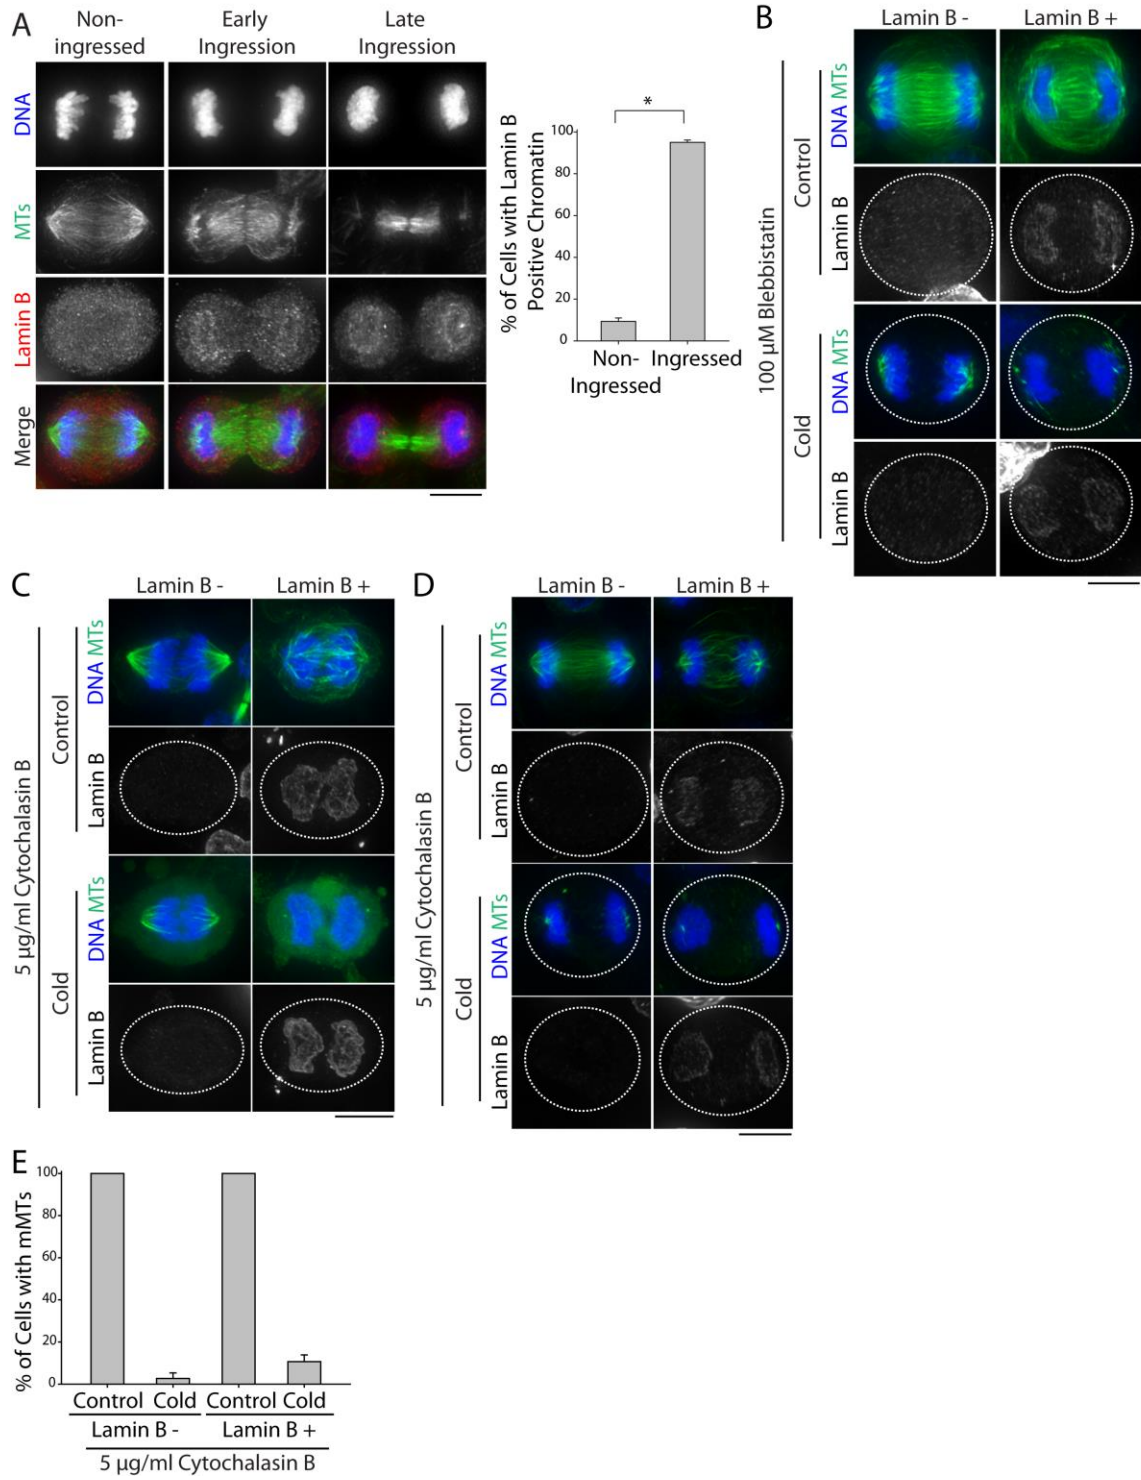 A
Non-
ingressed
Early
Ingression
Late
Ingression
DNA
MTs
Lamin B
Merge
% of Cells with Lamin B
Positive Chromatin
100
80
60
40
20
0
*
Non-
Ingressed
Ingressed
B
Lamin B -
Lamin B +
100 µM Blebbistatin
Control
DNA MTs
Lamin B
Cold
DNA MTs
Lamin B
C
Lamin B -
Lamin B +
5 µg/ml Cytochalasin B
Control
DNA MTs
Lamin B
Cold
DNA MTs
Lamin B
D
Lamin B -
Lamin B +
5 µg/ml Cytochalasin B
Control
DNA MTs
Lamin B
Cold
DNA MTs
Lamin B
E
% of Cells with mMTs
100
80
60
40
20
0
Control Cold Control Cold
Lamin B - Lamin B +
5 µg/ml Cytochalasin B